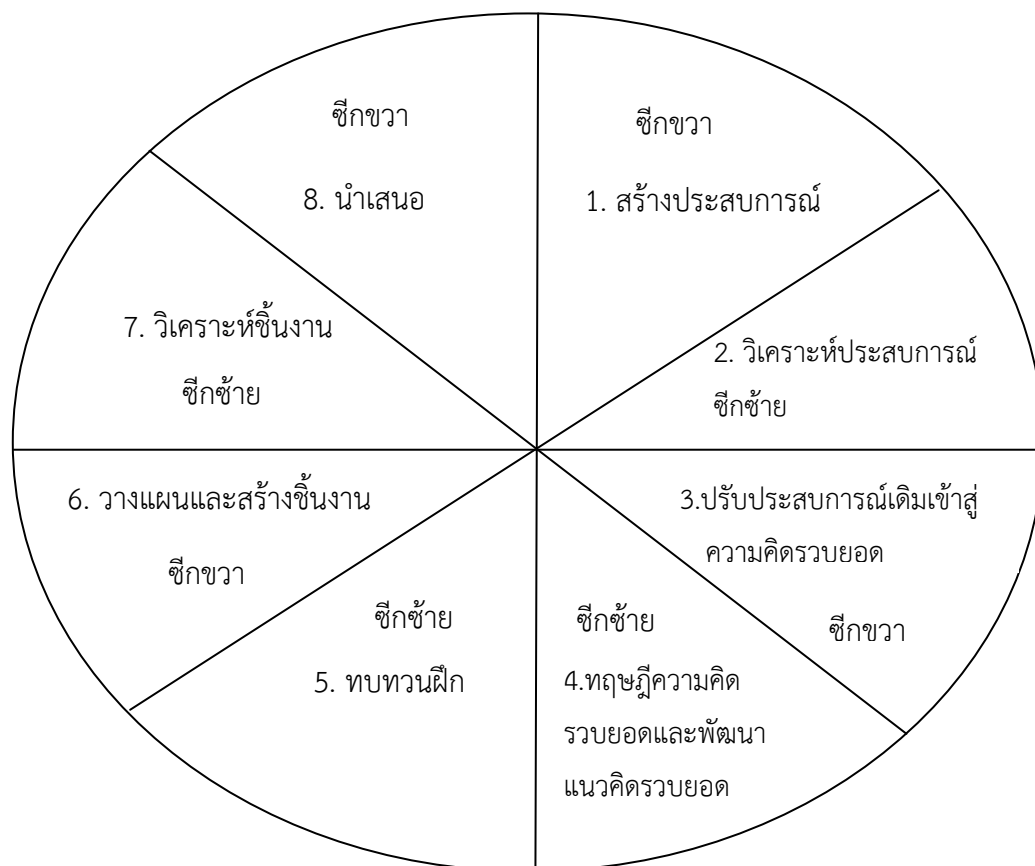 ซีกขวา
1. สร้างประสบการณ์
2. วิเคราะห์ประสบการณ์
ซีกซ้าย
3.ปรับประสบการณ์เดิมเข้าสู่
ความคิดรวบยอด
ซีกขวา
ซีกซ้าย
4.ทฤษฎีความคิด
รวบยอดและพัฒนา
แนวคิดรวบยอด
ซีกซ้าย
5. ทบทวนฝึก
6. วางแผนและสร้างชิ้นงาน
ซีกขวา
7. วิเคราะห์ชิ้นงาน
ซีกซ้าย
ซีกขวา
8. นำเสนอ